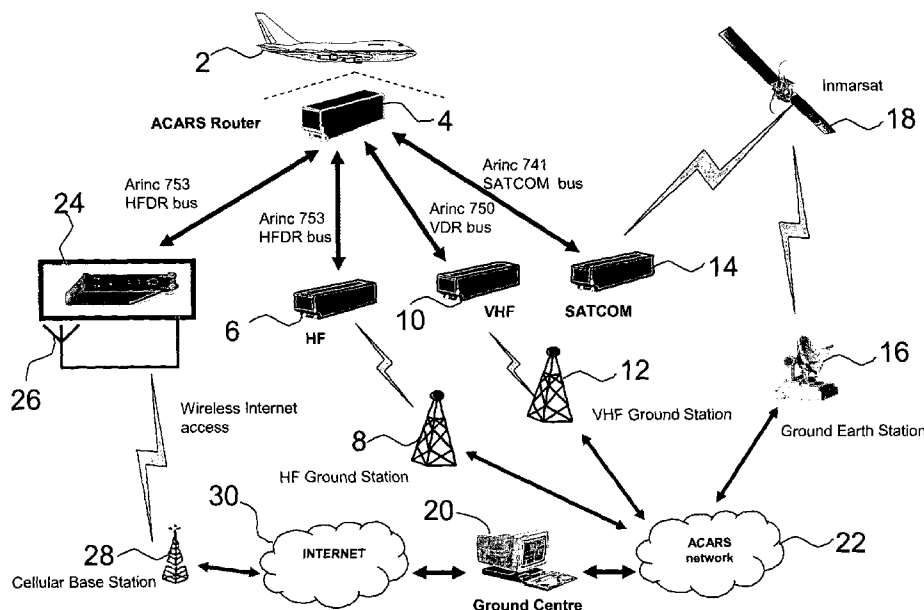 2
Inmarsat
ACARS Router
4
18
Arinc 753
HFDR bus
Arinc 741
SATCOM bus
24
Arinc 753
HFDR bus
Arinc 750
VDR bus
14
6
HF
10
VHF
SATCOM
26
12
16
Wireless Internet
access
8
VHF Ground Station
Ground Earth Station
HF Ground Station
30
20
28
INTERNET
ACARS
network
22
Cellular Base Station
Ground Centre